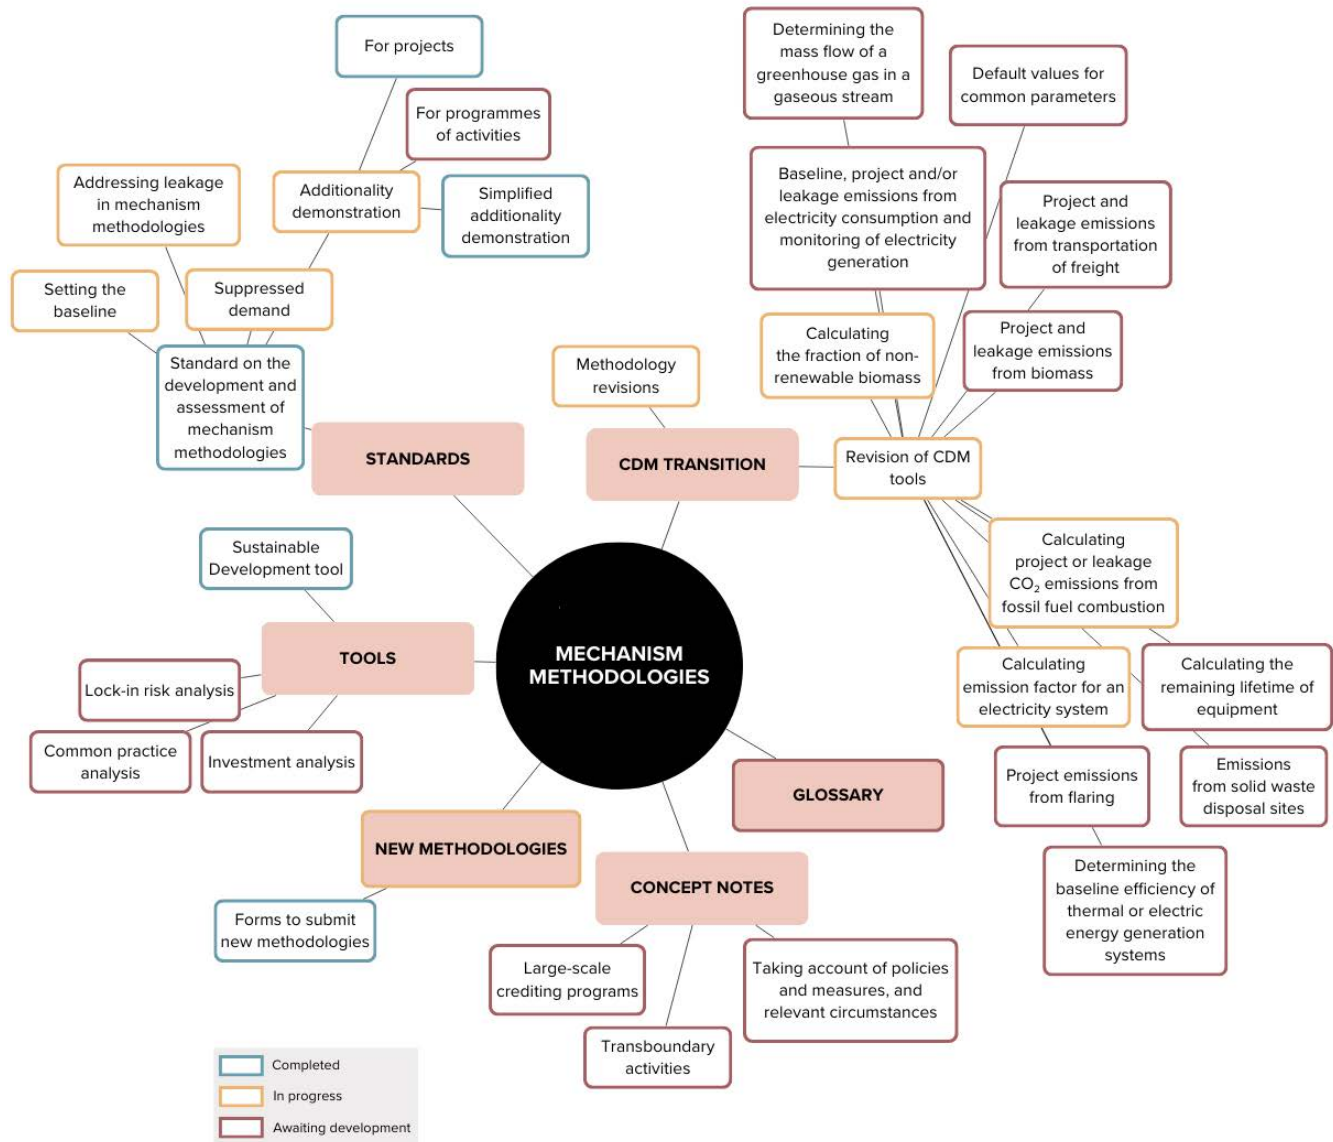 For projects
For programmes
of activities
Addressing leakage
in mechanism
methodologies
Additionality
demonstration
Simplified
additionality
demonstration
Setting the
baseline
Suppressed
demand
Standard on the
development and
assessment of
mechanism
methodologies
STANDARDS
Determining the
mass flow of a
greenhouse gas in a
gaseous stream
Default values for
common parameters
Baseline, project and/or
leakage emissions from
electricity consumption and
monitoring of electricity
generation
Project and
leakage emissions
from transportation
of freight
Calculating
the fraction of non-
renewable biomass
Project and
leakage emissions
from biomass
Methodology
revisions
CDM TRANSITION
Revision of CDM
tools
Calculating
project or leakage
CO₂ emissions from
fossil fuel combustion
Calculating
emission factor for an
electricity system
Calculating the
remaining lifetime of
equipment
Project emissions
from flaring
Emissions
from solid waste
disposal sites
Determining the
baseline efficiency of
thermal or electric
energy generation
systems
Sustainable
Development tool
TOOLS
Lock-in risk analysis
Common practice
analysis
Investment analysis
MECHANISM
METHODOLOGIES
GLOSSARY
NEW METHODOLOGIES
Forms to submit
new methodologies
CONCEPT NOTES
Large-scale
crediting programs
Transboundary
activities
Taking account of policies
and measures, and
relevant circumstances
Completed
In progress
Awaiting development